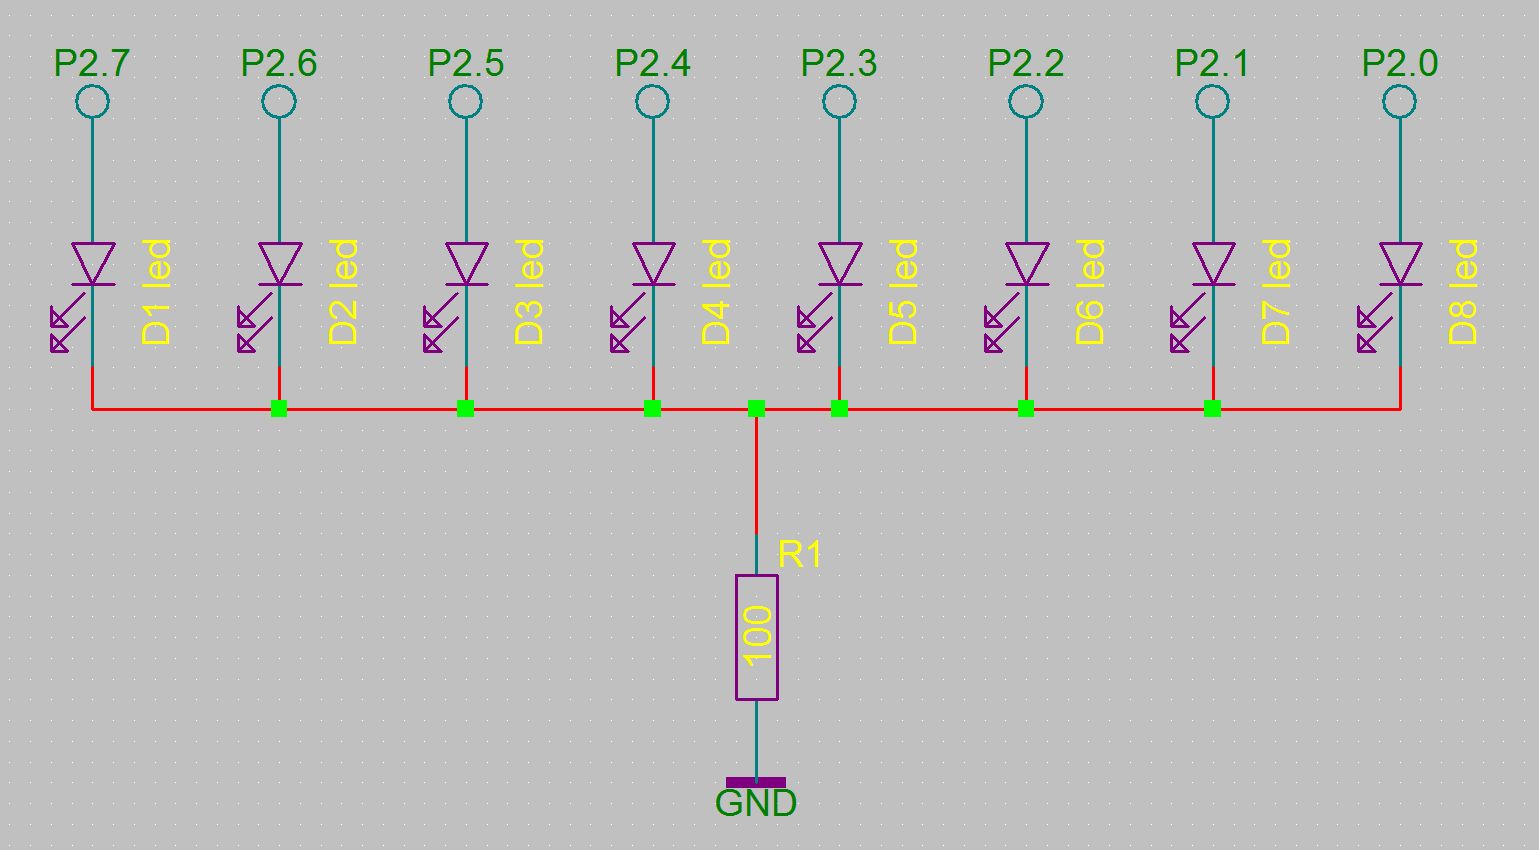 P2.7 P2.6 P2.5 P2.4 P2.3 P2.2 P2.1 P2.0
D1 led
D2 led
D3 led
D4 led
D5 led
D6 led
D7 led
D8 led
R1
100
GND